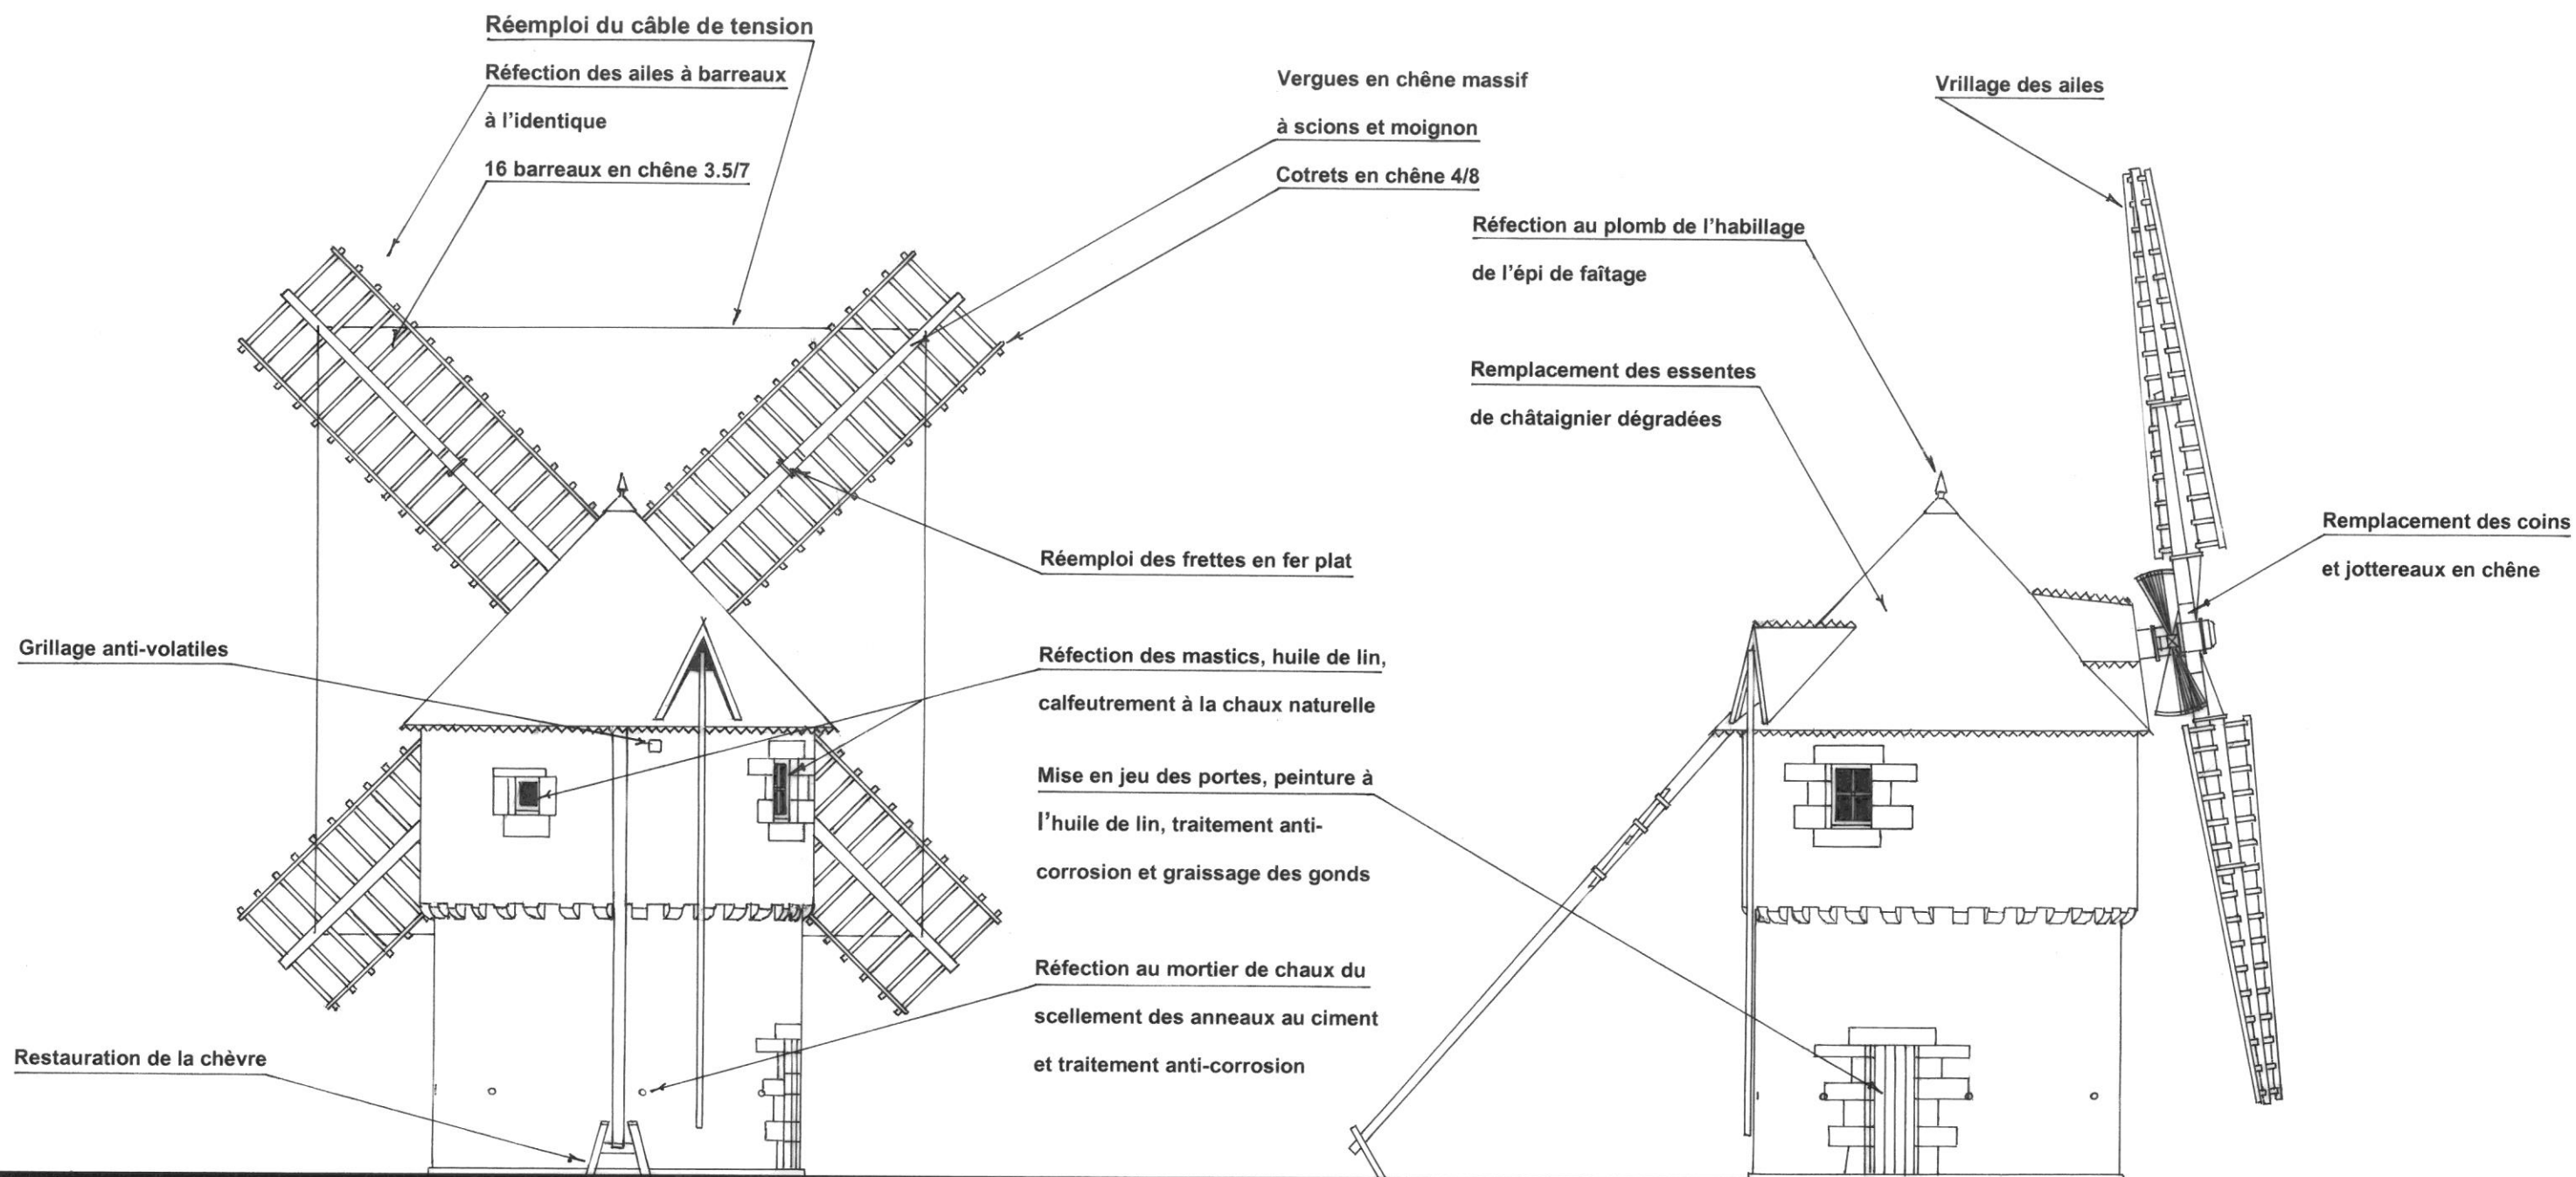 Réemploi du câble de tension
Réfection des ailes à barreaux
à l'identique
16 barreaux en chêne 3.5/7
Vergues en chêne massif
à scions et moignon
Cotrets en chêne 4/8
Vrillage des ailes
Réfection au plomb de l'habillage
de l'épi de faîtage
Remplacement des essentes
de châtaignier dégradées
Remplacement des coins
et jottereaux en chêne
Réemploi des frettes en fer plat
Grillage anti-volatiles
Réfection des mastics, huile de lin,
calfeutrement à la chaux naturelle
Mise en jeu des portes, peinture à
l'huile de lin, traitement anti-
corrosion et graissage des gonds
Réfection au mortier de chaux du
scellement des anneaux au ciment
et traitement anti-corrosion
Restauration de la chèvre